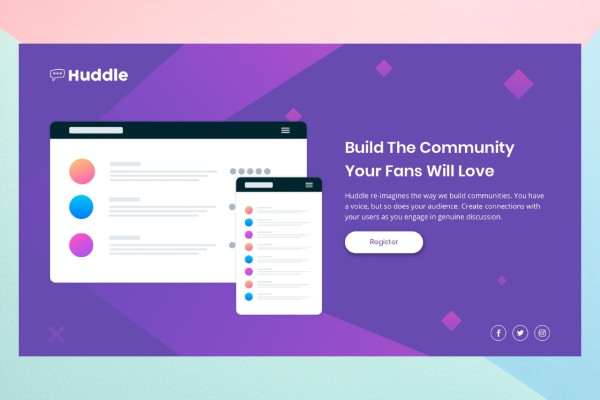 Huddle
Build The Community
Your Fans Will Love
Huddle re-imagines the way we build communities. You have
a voice, but so does your audience. Create connections with
your users as you engage in genuine discussion.
Register